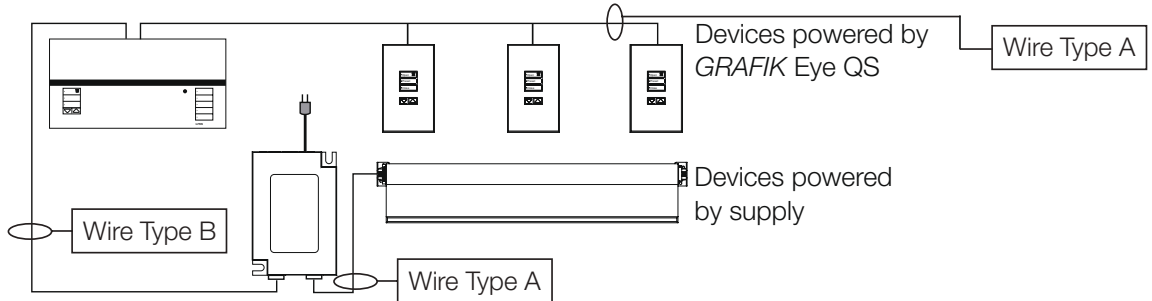 Devices powered by
GRAFIK Eye QS
Wire Type A
Devices powered
by supply
Wire Type B
Wire Type A